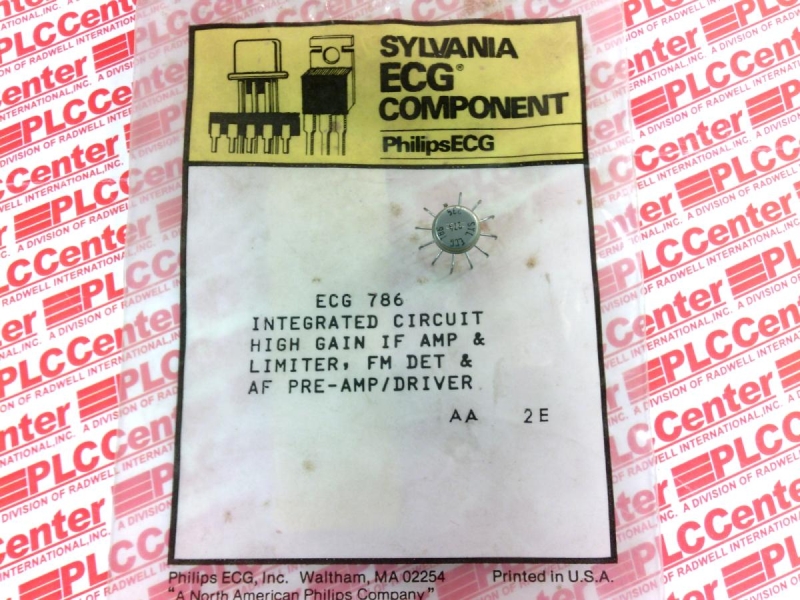 SYLVANIA
ECG®
COMPONENT
PhilipsECG
ECG 786
INTEGRATED CIRCUIT
HIGH GAIN IF AMP &
LIMITER, FM DET &
AF PRE-AMP/DRIVER
AA 2E
Philips ECG, Inc. Waltham, MA 02254
Printed in U.S.A.
"A North American Philips Company"
PLCCenter
A DIVISION OF RADWELL INTERNATIONAL, INC.